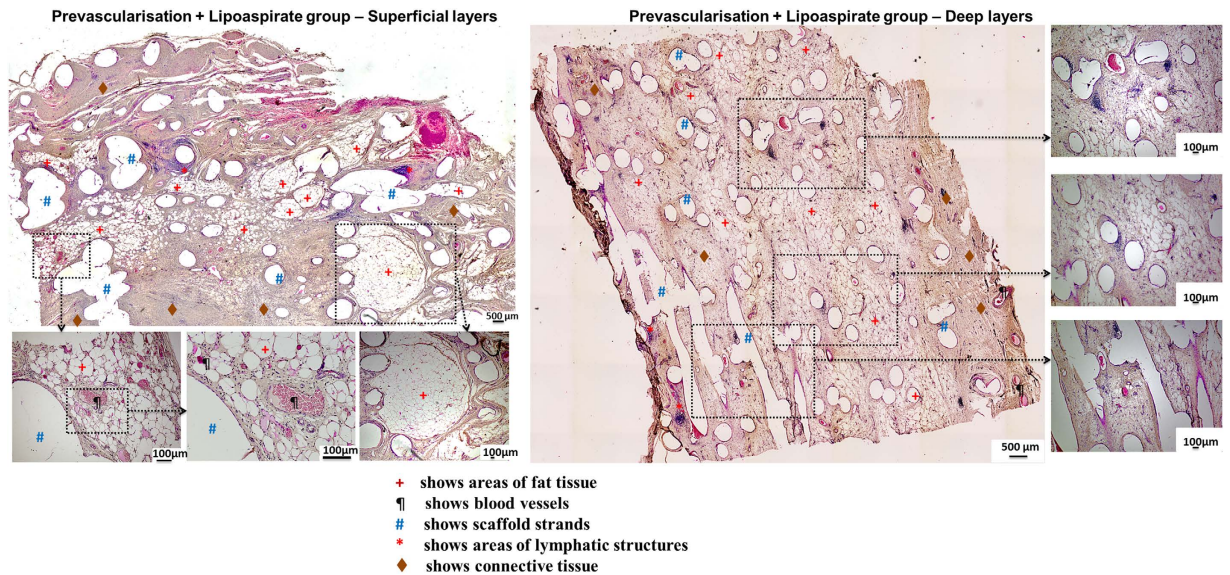 Prevascularisation + Lipoaspirate group – Superficial layers
Prevascularisation + Lipoaspirate group – Deep layers
500 µm
100µm
100µm
100µm
500 µm
100µm
100µm
100µm
+ shows areas of fat tissue
¶ shows blood vessels
# shows scaffold strands
* shows areas of lymphatic structures
♦ shows connective tissue